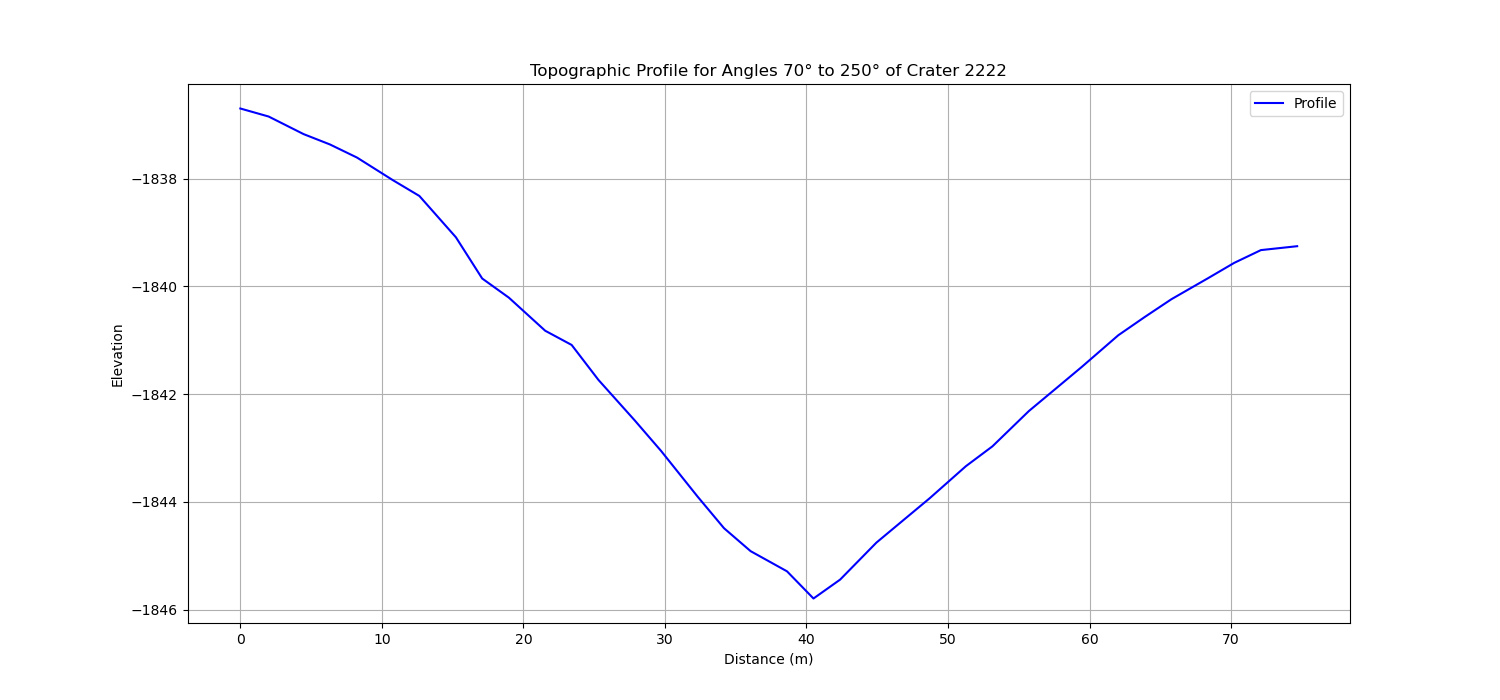 Topographic Profile for Angles 70° to 250° of Crater 2222
Profile
Elevation
−1838
−1840
−1842
−1844
−1846
0 10 20 30 40 50 60 70
Distance (m)